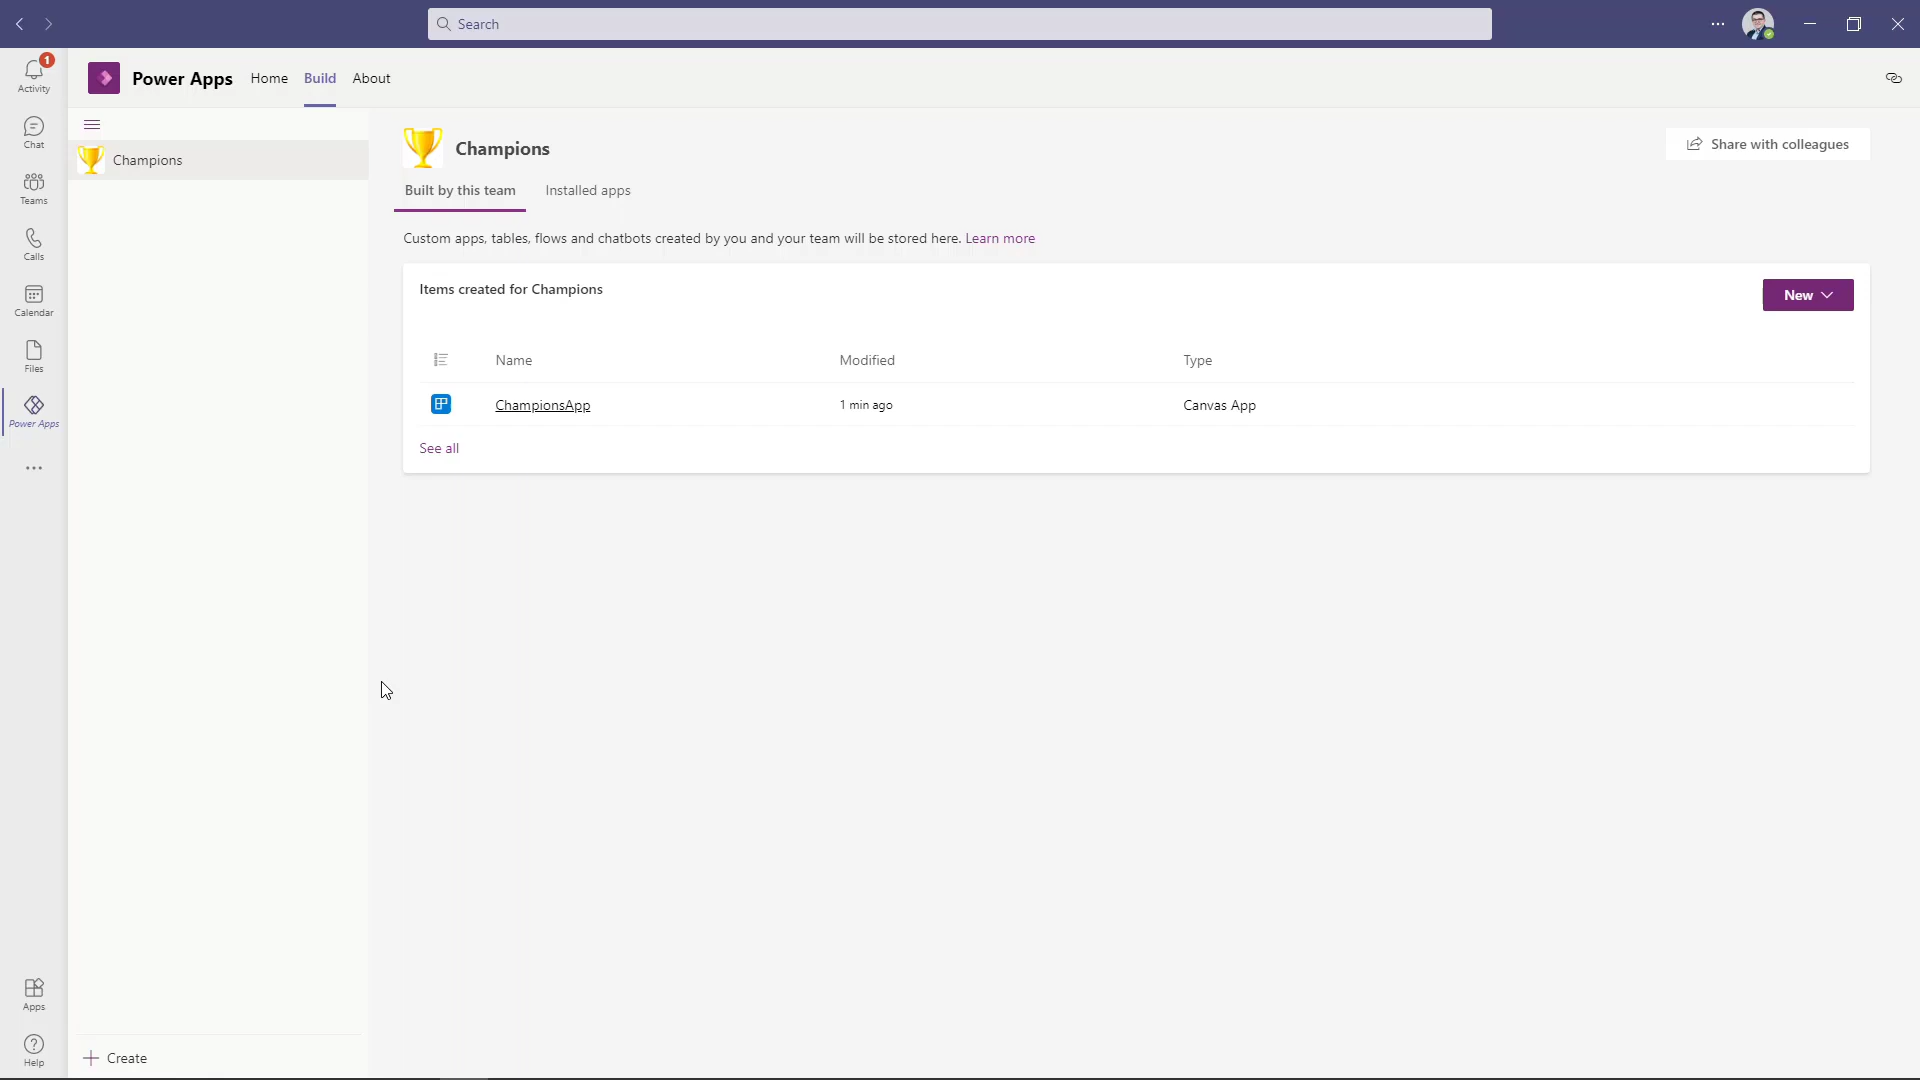 Search
1
Activity
Chat
Teams
Calls
Calendar
Files
Power Apps
Apps
Help
Power Apps
Home
Build
About
Champions
Create
Champions
Share with colleagues
Built by this team
Installed apps
Custom apps, tables, flows and chatbots created by you and your team will be stored here. Learn more
Items created for Champions
New
Name
Modified
Type
ChampionsApp
1 min ago
Canvas App
See all